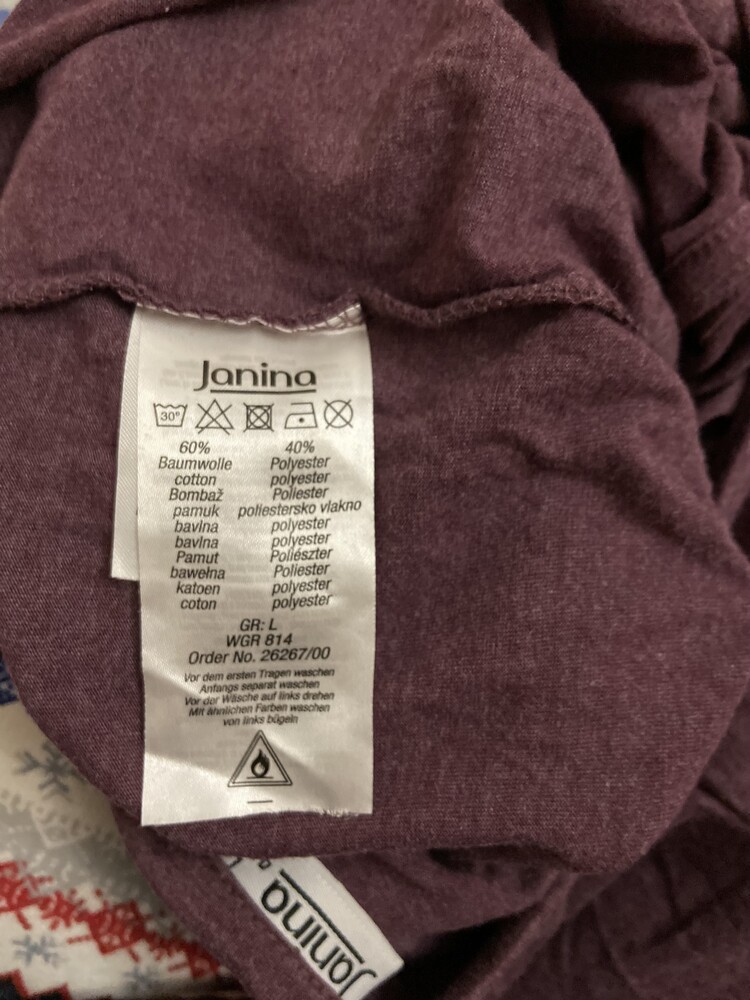 Janina
30°
60% 40%
Baumwolle Polyester
cotton polyester
Bombaž Poliester
pamuk poliestersko vlakno
bavlna polyester
bavlna polyester
Pamut Poliészter
bawełna Poliester
katoen polyester
coton polyester
GR: L
WGR 814
Order No. 26267/00
Vor dem ersten Tragen waschen
Anfangs separat waschen
Vor der Wäsche auf links drehen
Mit ähnlichen Farben waschen
von links bügeln
Janina